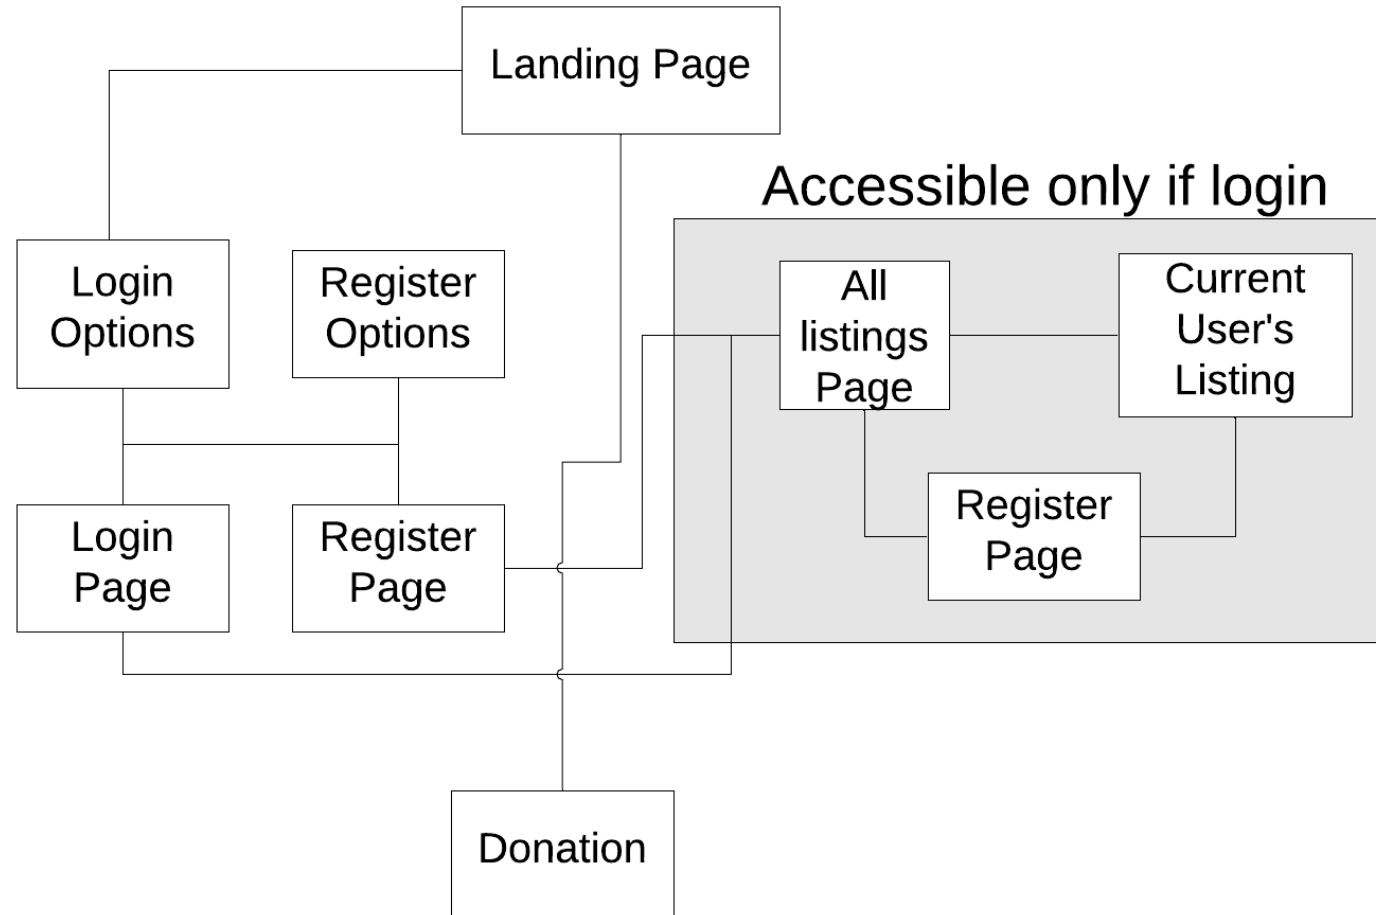 Landing Page
Accessible only if login
Login
Options
Register
Options
All
listings
Page
Current
User's
Listing
Login
Page
Register
Page
Register
Page
Donation